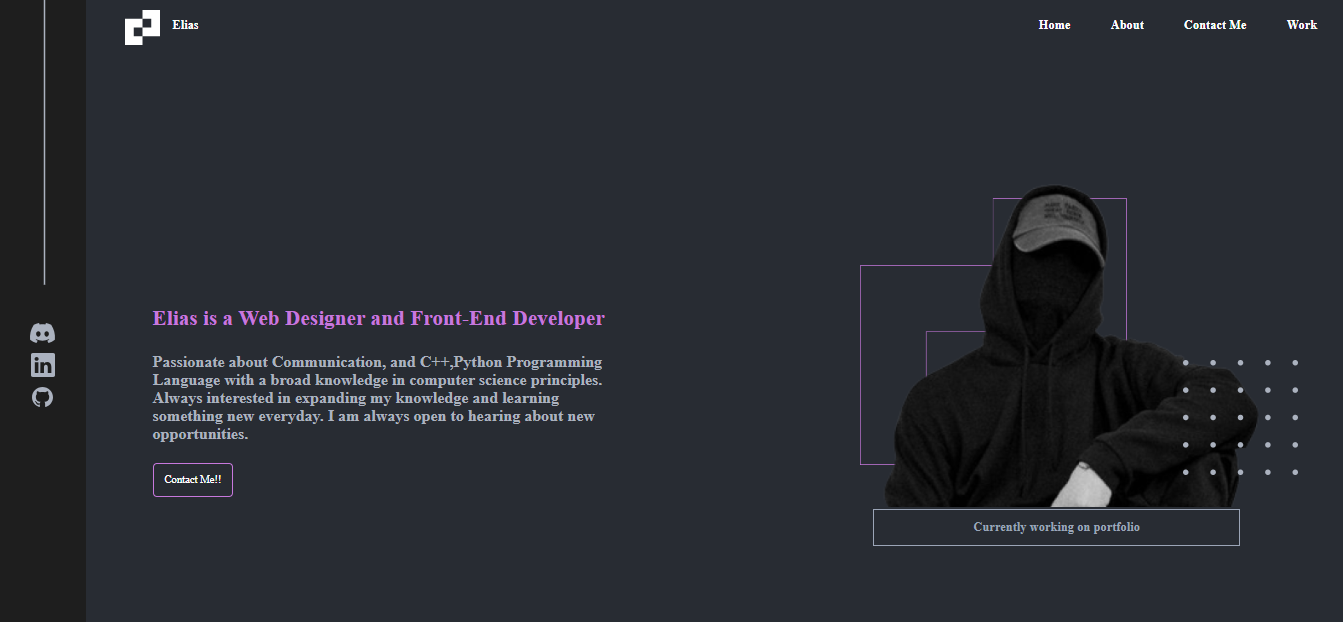 Elias
Home
About
Contact Me
Work
Elias is a Web Designer and Front-End Developer
Passionate about Communication, and C++,Python Programming
Language with a broad knowledge in computer science principles.
Always interested in expanding my knowledge and learning
something new everyday. I am always open to hearing about new
opportunities.
Contact Me!!
in
Currently working on portfolio